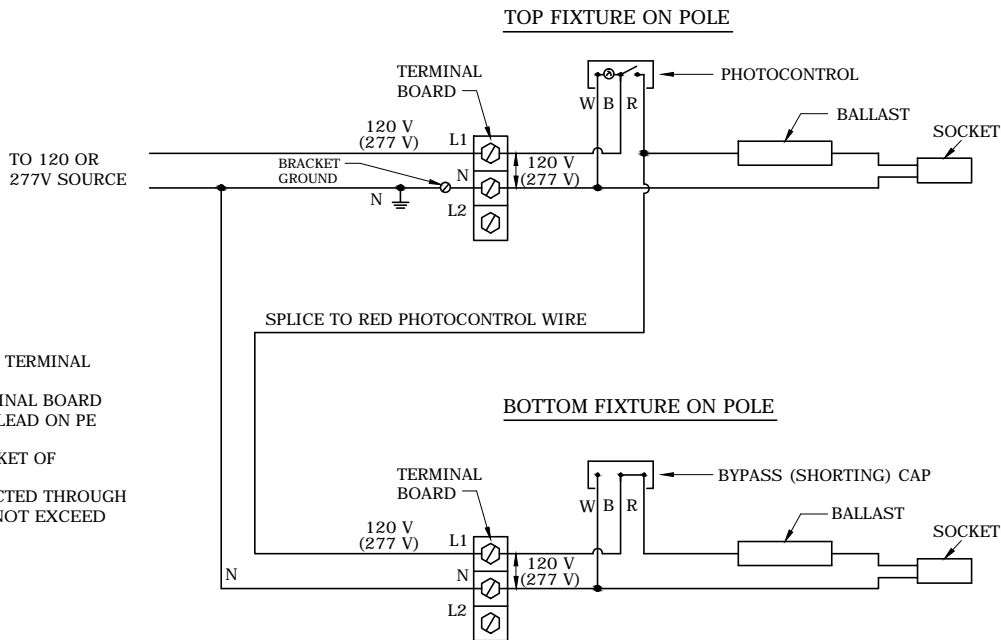 TOP FIXTURE ON POLE
TERMINAL
BOARD
PHOTOCONTROL
W B R
BALLAST
SOCKET
120 V
(277 V)
L1
TO 120 OR
277V SOURCE
BRACKET
GROUND
N
N
120 V
(277 V)
L2
SPLICE TO RED PHOTOCONTROL WIRE
TERMINAL
INAL BOARD
LEAD ON PE
KET OF
CTED THROUGH
NOT EXCEED
BOTTOM FIXTURE ON POLE
TERMINAL
BOARD
BYPASS (SHORTING) CAP
W B R
BALLAST
SOCKET
120 V
(277 V)
L1
N
N
120 V
(277 V)
L2